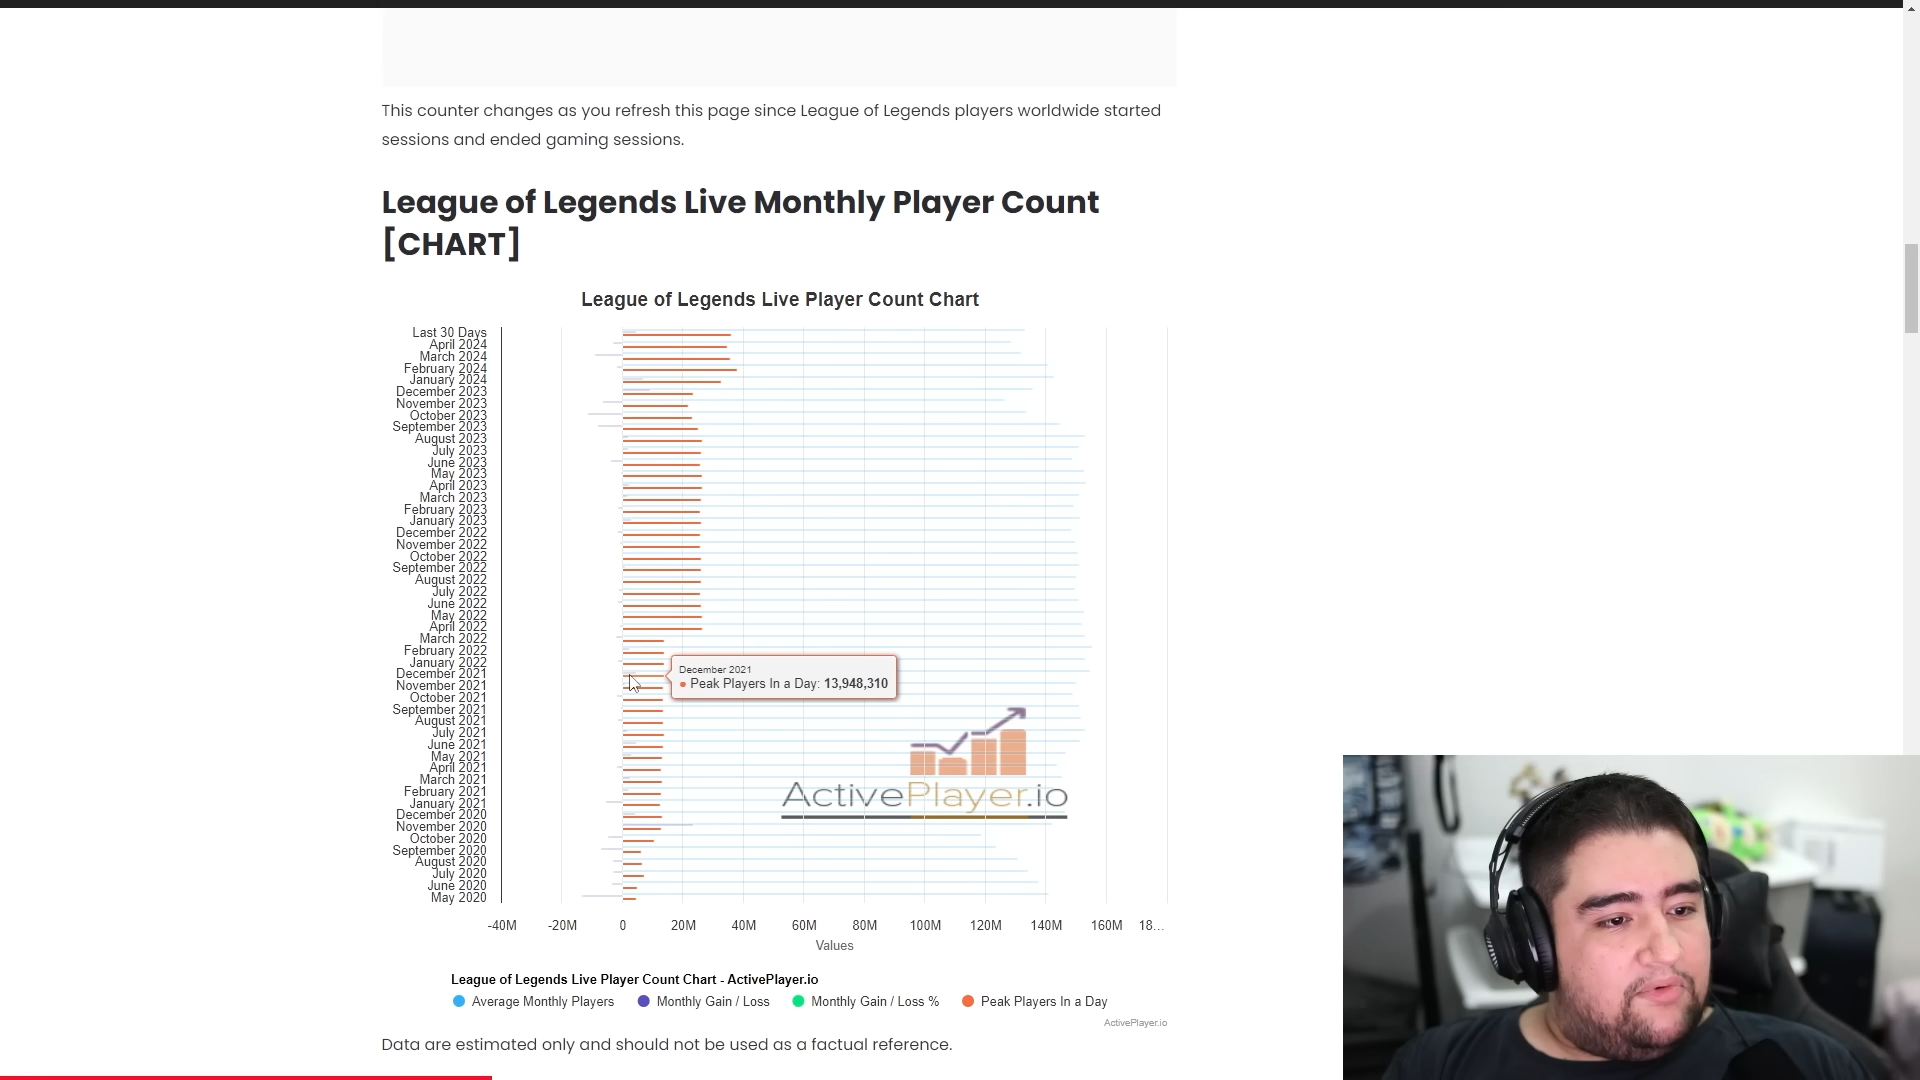 This counter changes as you refresh this page since League of Legends players worldwide started
sessions and ended gaming sessions.
League of Legends Live Monthly Player Count
[CHART]
League of Legends Live Player Count Chart
Last 30 Days
April 2024
March 2024
February 2024
January 2024
December 2023
November 2023
October 2023
September 2023
August 2023
July 2023
June 2023
May 2023
April 2023
March 2023
February 2023
January 2023
December 2022
November 2022
October 2022
September 2022
August 2022
July 2022
June 2022
May 2022
April 2022
March 2022
February 2022
January 2022
December 2021
November 2021
October 2021
September 2021
August 2021
July 2021
June 2021
May 2021
April 2021
March 2021
February 2021
January 2021
December 2020
November 2020
October 2020
September 2020
August 2020
July 2020
June 2020
May 2020
December 2021
Peak Players In a Day: 13,948,310
ActivePlayer.io
-40M -20M 0 20M 40M 60M 80M 100M 120M 140M 160M 18...
Values
League of Legends Live Player Count Chart - ActivePlayer.io
Average Monthly Players Monthly Gain / Loss Monthly Gain / Loss % Peak Players In a Day
ActivePlayer.io
Data are estimated only and should not be used as a factual reference.